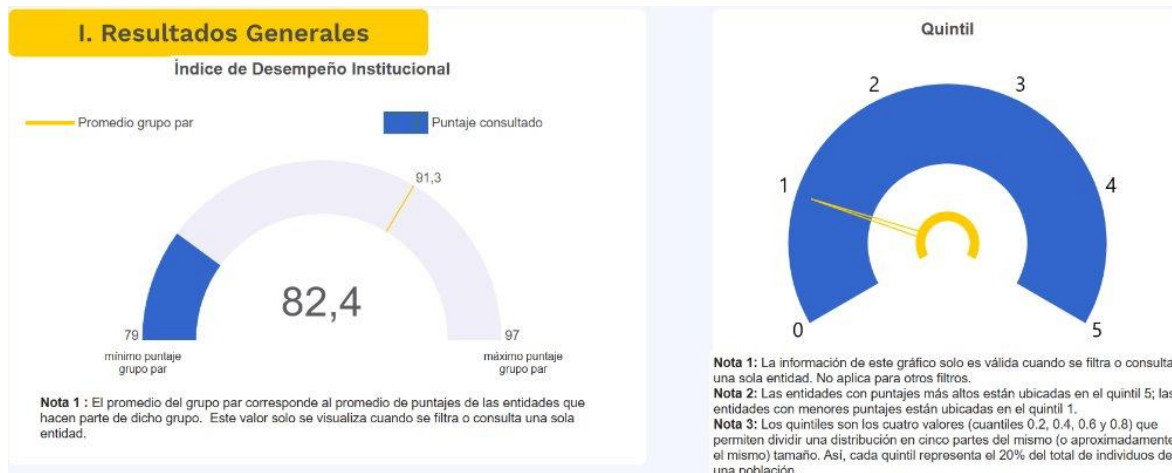 I. Resultados Generales
Índice de Desempeño Institucional
Promedio grupo par
Puntaje consultado
91,3
82,4
79
mínimo puntaje
grupo par
97
máximo puntaje
grupo par
Nota 1 : El promedio del grupo par corresponde al promedio de puntajes de las entidades que
hacen parte de dicho grupo. Este valor solo se visualiza cuando se filtra o consulta una sola
entidad.
Quintil
2
3
1
4
0
5
Nota 1: La información de este gráfico solo es válida cuando se filtra o consulta
una sola entidad. No aplica para otros filtros.
Nota 2: Las entidades con puntajes más altos están ubicadas en el quintil 5; las
entidades con menores puntajes están ubicadas en el quintil 1.
Nota 3: Los quintiles son los cuatro valores (cuantiles 0.2, 0.4, 0.6 y 0.8) que
permiten dividir una distribución en cinco partes del mismo (o aproximadamente
el mismo) tamaño. Así, cada quintil representa el 20% del total de individuos de
una población.